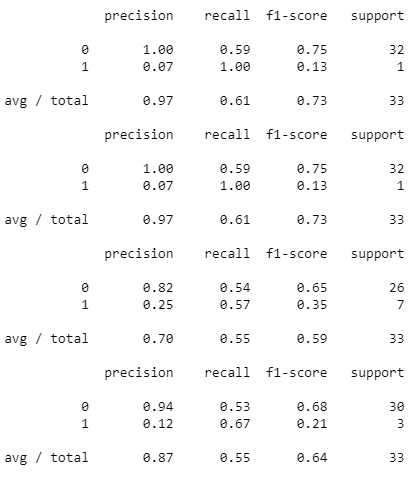 precision recall f1-score support
0 1.00 0.59 0.75 32
1 0.07 1.00 0.13 1
avg / total 0.97 0.61 0.73 33
precision recall f1-score support
0 1.00 0.59 0.75 32
1 0.07 1.00 0.13 1
avg / total 0.97 0.61 0.73 33
precision recall f1-score support
0 0.82 0.54 0.65 26
1 0.25 0.57 0.35 7
avg / total 0.70 0.55 0.59 33
precision recall f1-score support
0 0.94 0.53 0.68 30
1 0.12 0.67 0.21 3
avg / total 0.87 0.55 0.64 33